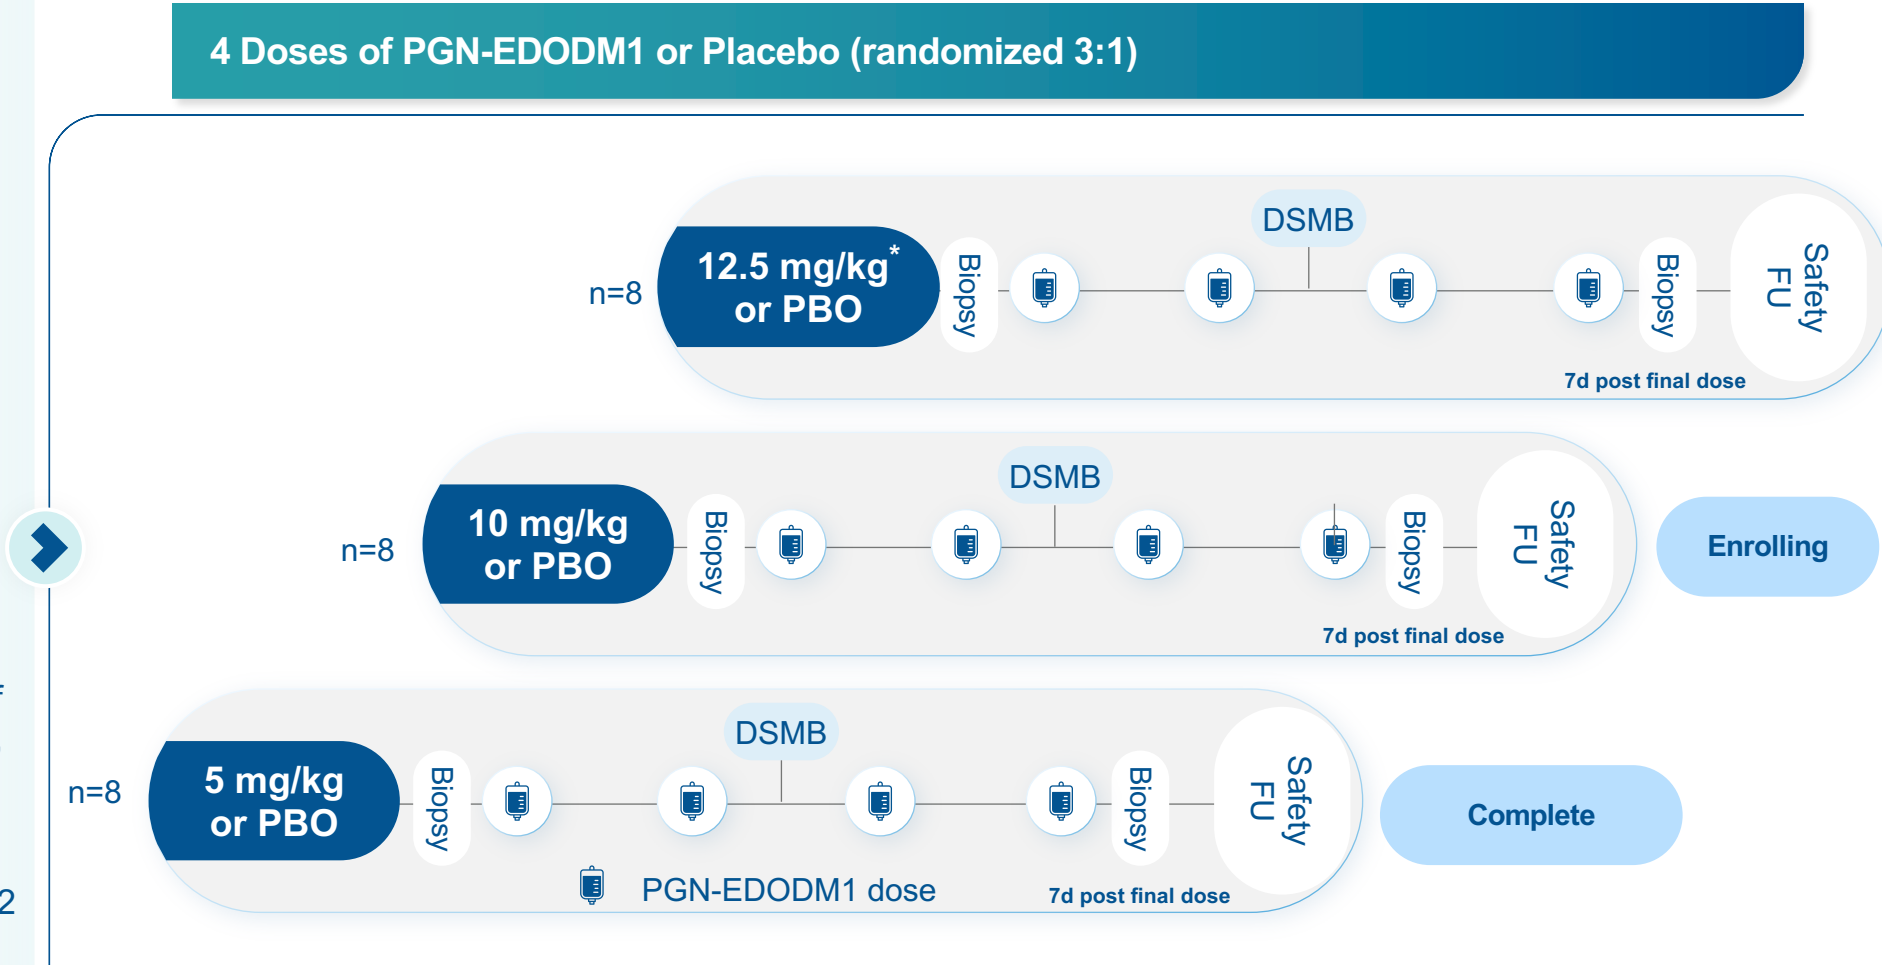 4 Doses of PGN-EDODM1 or Placebo (randomized 3:1)
n=8
12.5 mg/kg*
or PBO
Biopsy
DSMB
Biopsy
Safety
FU
7d post final dose
n=8
10 mg/kg
or PBO
Biopsy
DSMB
Biopsy
Safety
FU
7d post final dose
Enrolling
n=8
5 mg/kg
or PBO
Biopsy
DSMB
Biopsy
Safety
FU
7d post final dose
Complete
PGN-EDODM1 dose
2